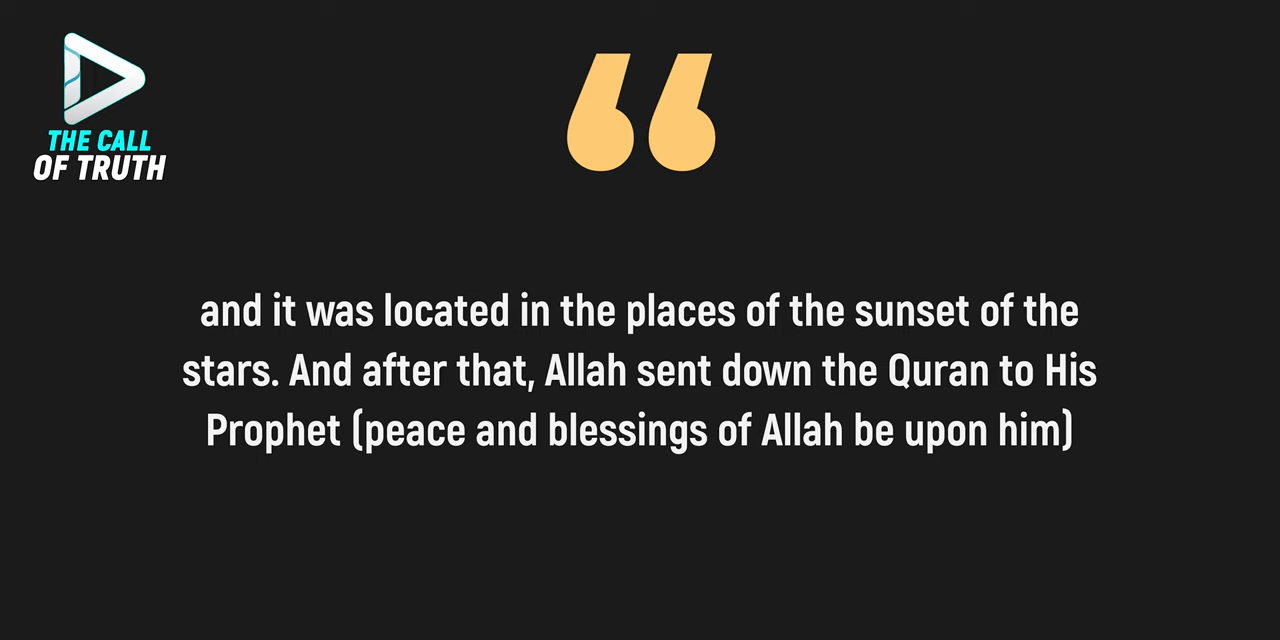 THE CALL
OF TRUTH
“
and it was located in the places of the sunset of the
stars. And after that, Allah sent down the Quran to His
Prophet (peace and blessings of Allah be upon him)